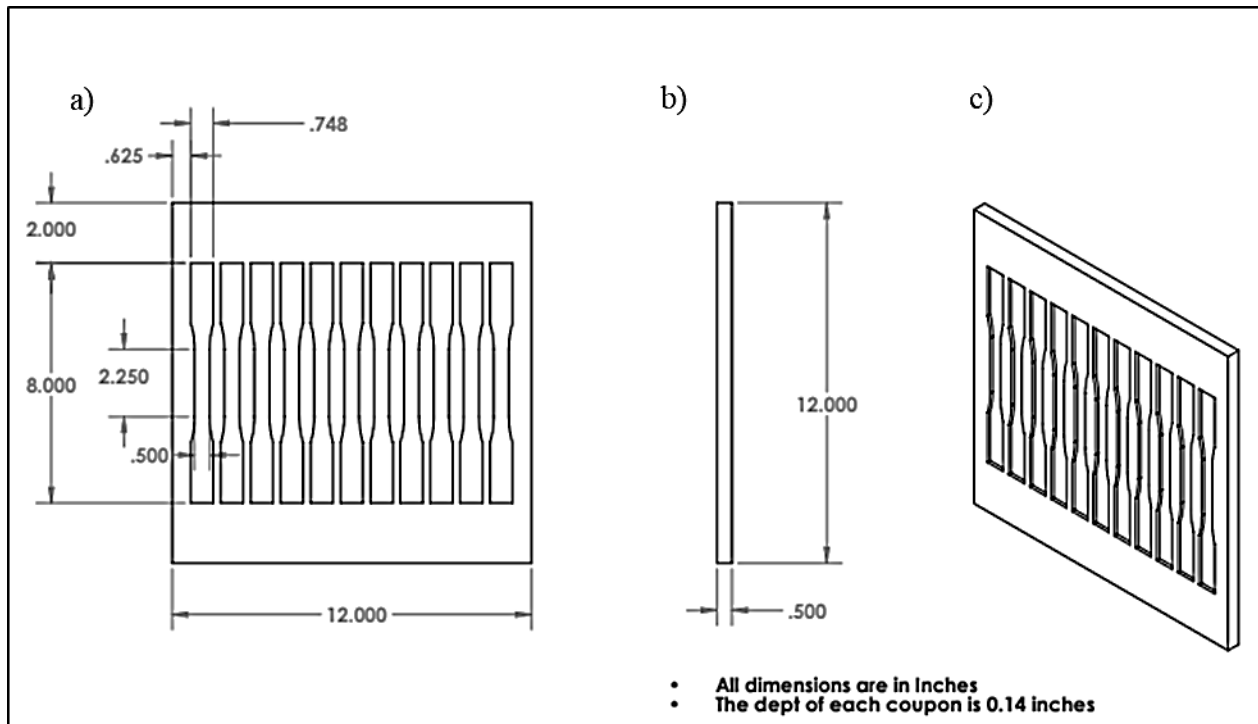 a)
b)
c)
.748
.625
2.000
8.000
2.250
.500
12.000
12.000
.500
• All dimensions are in Inches
• The dept of each coupon is 0.14 inches